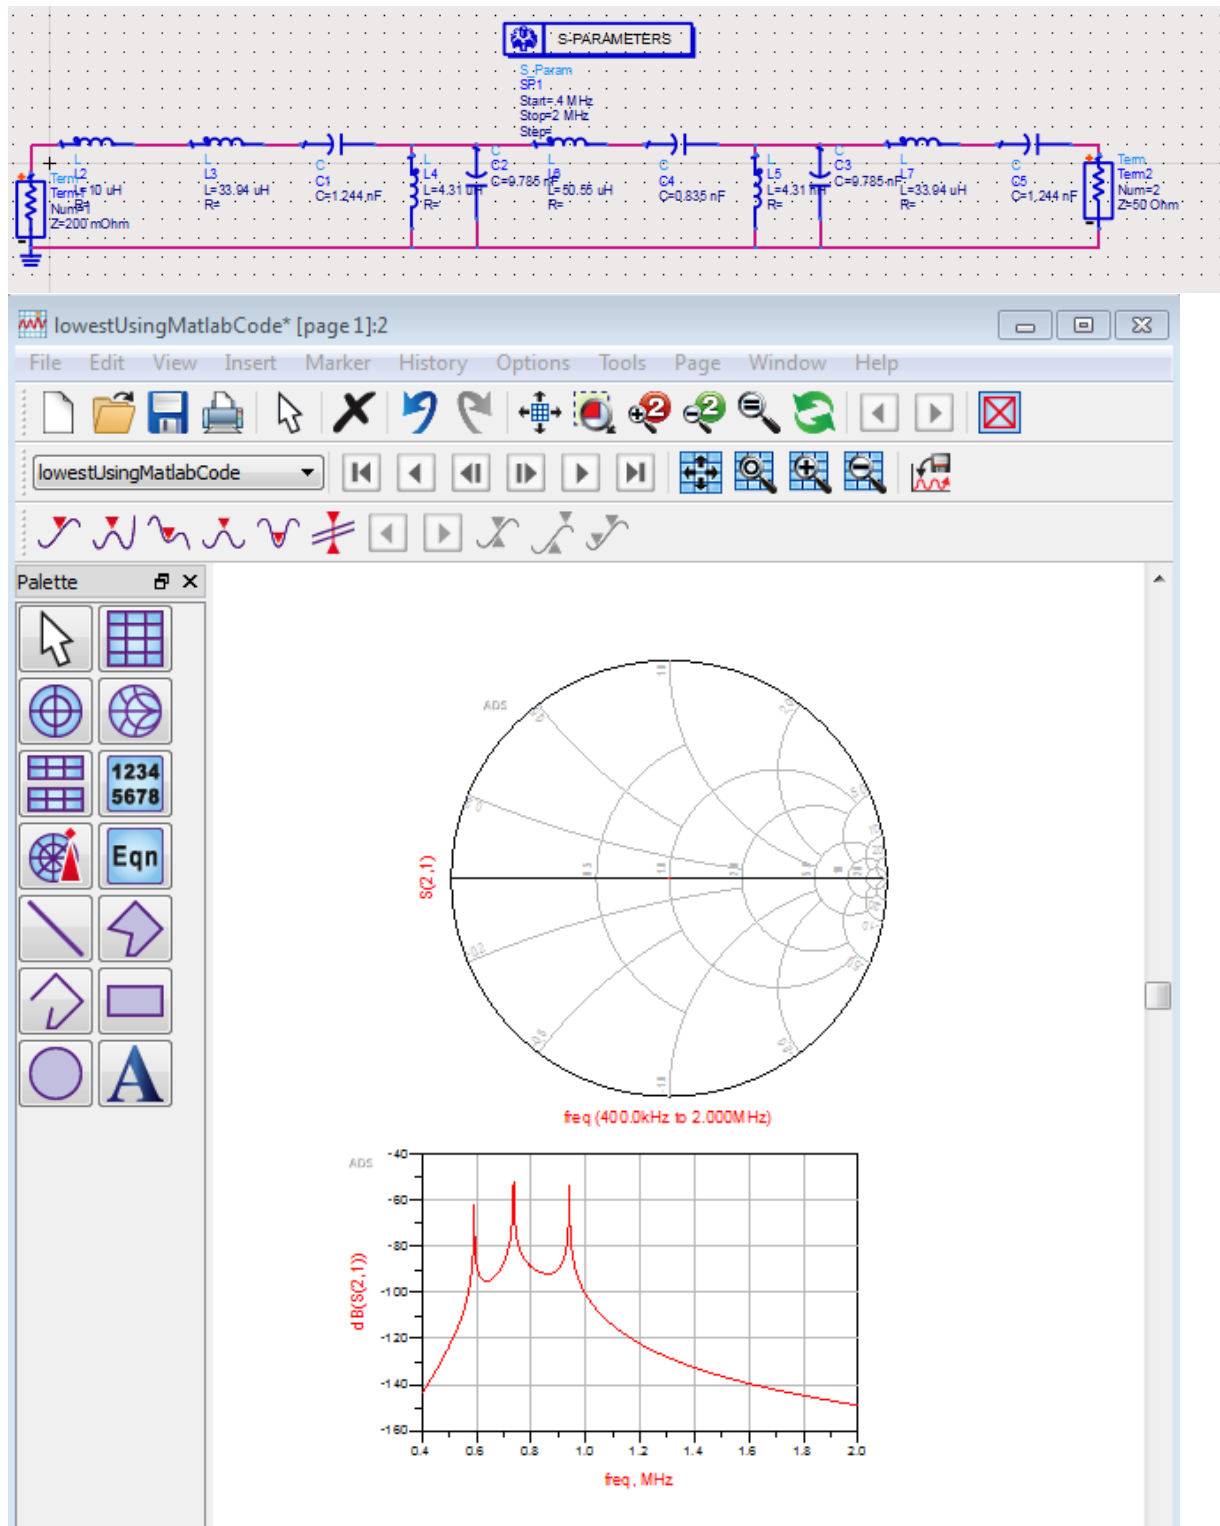 S-PARAMETERS
S_Param
SP1
Start=.4 MHz
Stop=2 MHz
Step=
L
L2
L=10 uH
R=
L
L3
L=33.94 uH
R=
C
C1
C=1.244 nF
L
L4
L=4.31 uH
R=
C
C2
C=9.785 nF
L
L6
L=50.55 uH
R=
C
C4
C=0.835 nF
L
L5
L=4.31 uH
R=
C
C3
C=9.785 nF
L7
L=33.94 uH
R=
C
C5
C=1.244 nF
Term
Term1
Num=1
Z=200 mOhm
Term
Term2
Num=2
Z=50 Ohm
lowestUsingMatlabCode* [page 1]:2
File Edit View Insert Marker History Options Tools Page Window Help
lowestUsingMatlabCode
Palette
1234
5678
Eqn
A
ADS
S(2,1)
freq (400.0kHz to 2.000MHz)
ADS
dB(S(2,1))
-40
-60
-80
-100
-120
-140
-160
0.4 0.6 0.8 1.0 1.2 1.4 1.6 1.8 2.0
freq, MHz